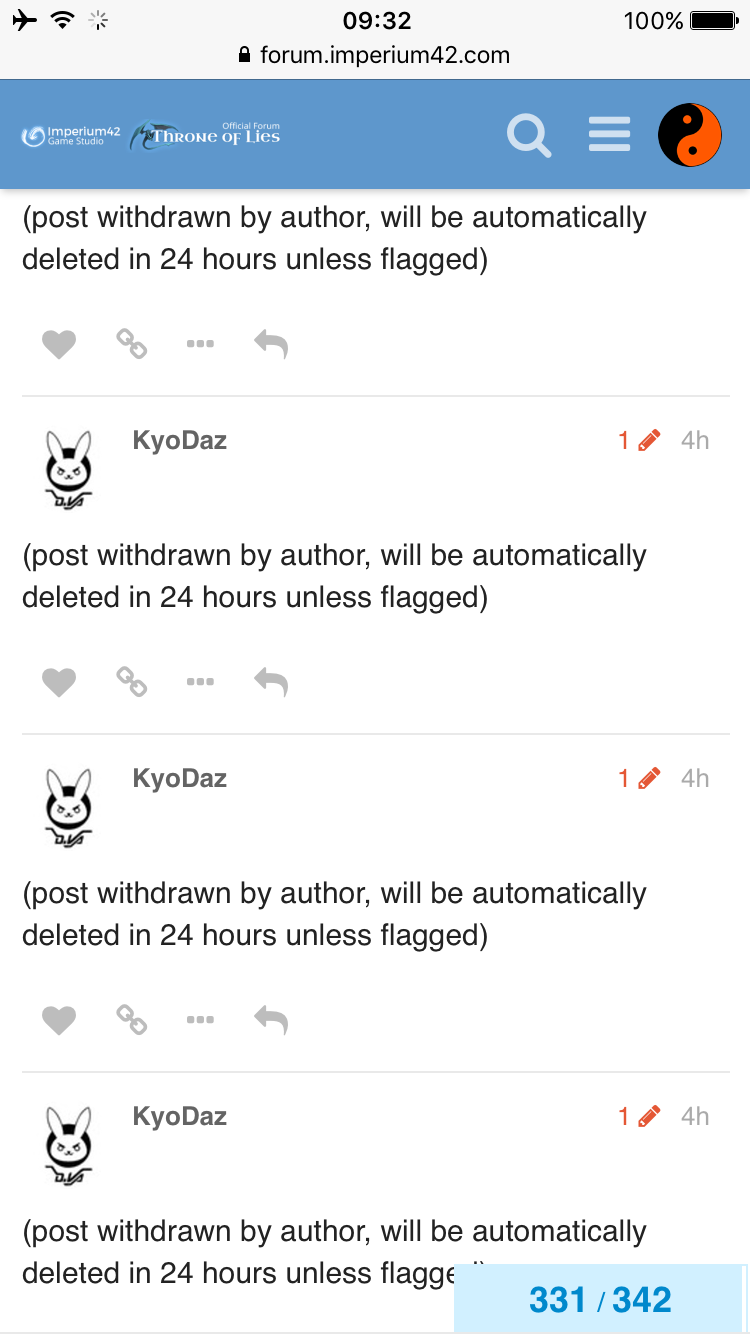 09:32
100%
forum.imperium42.com
Imperium42
Game Studio
Official Forum
Throne of Lies
(post withdrawn by author, will be automatically
deleted in 24 hours unless flagged)
KyoDaz
1
4h
D.VA
(post withdrawn by author, will be automatically
deleted in 24 hours unless flagged)
KyoDaz
1
4h
D.VA
(post withdrawn by author, will be automatically
deleted in 24 hours unless flagged)
KyoDaz
1
4h
D.VA
(post withdrawn by author, will be automatically
deleted in 24 hours unless
331 / 342